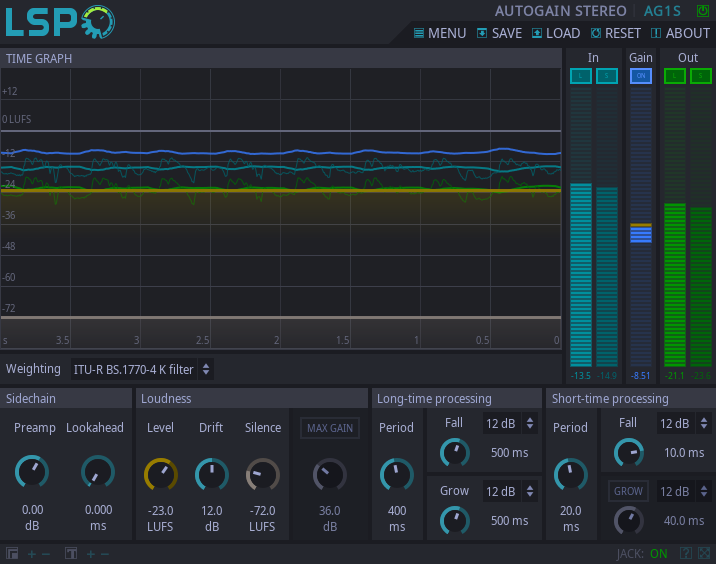 LSP
AUTOGAIN STEREO AG1S
MENU SAVE LOAD RESET ABOUT
TIME GRAPH
In Gain Out
L S ON L S
+12
0 LUFS
-12
-24
-36
-48
-60
-72
s 3.5 3 2.5 2 1.5 1 0.5 0
-13.5 -14.9 -8.51 -21.1 -23.8
Weighting ITU-R BS.1770-4 K filter
Sidechain Loudness Long-time processing Short-time processing
Preamp Lookahead Level Drift Silence MAX GAIN Period Fall 12 dB Period Fall 12 dB
500 ms 10.0 ms
Grow 12 dB GROW 12 dB
0.00 0.000 -23.0 12.0 -72.0 36.0 400 500 ms 20.0 40.0 ms
dB ms LUFS dB LUFS dB ms ms
JACK: ON ?